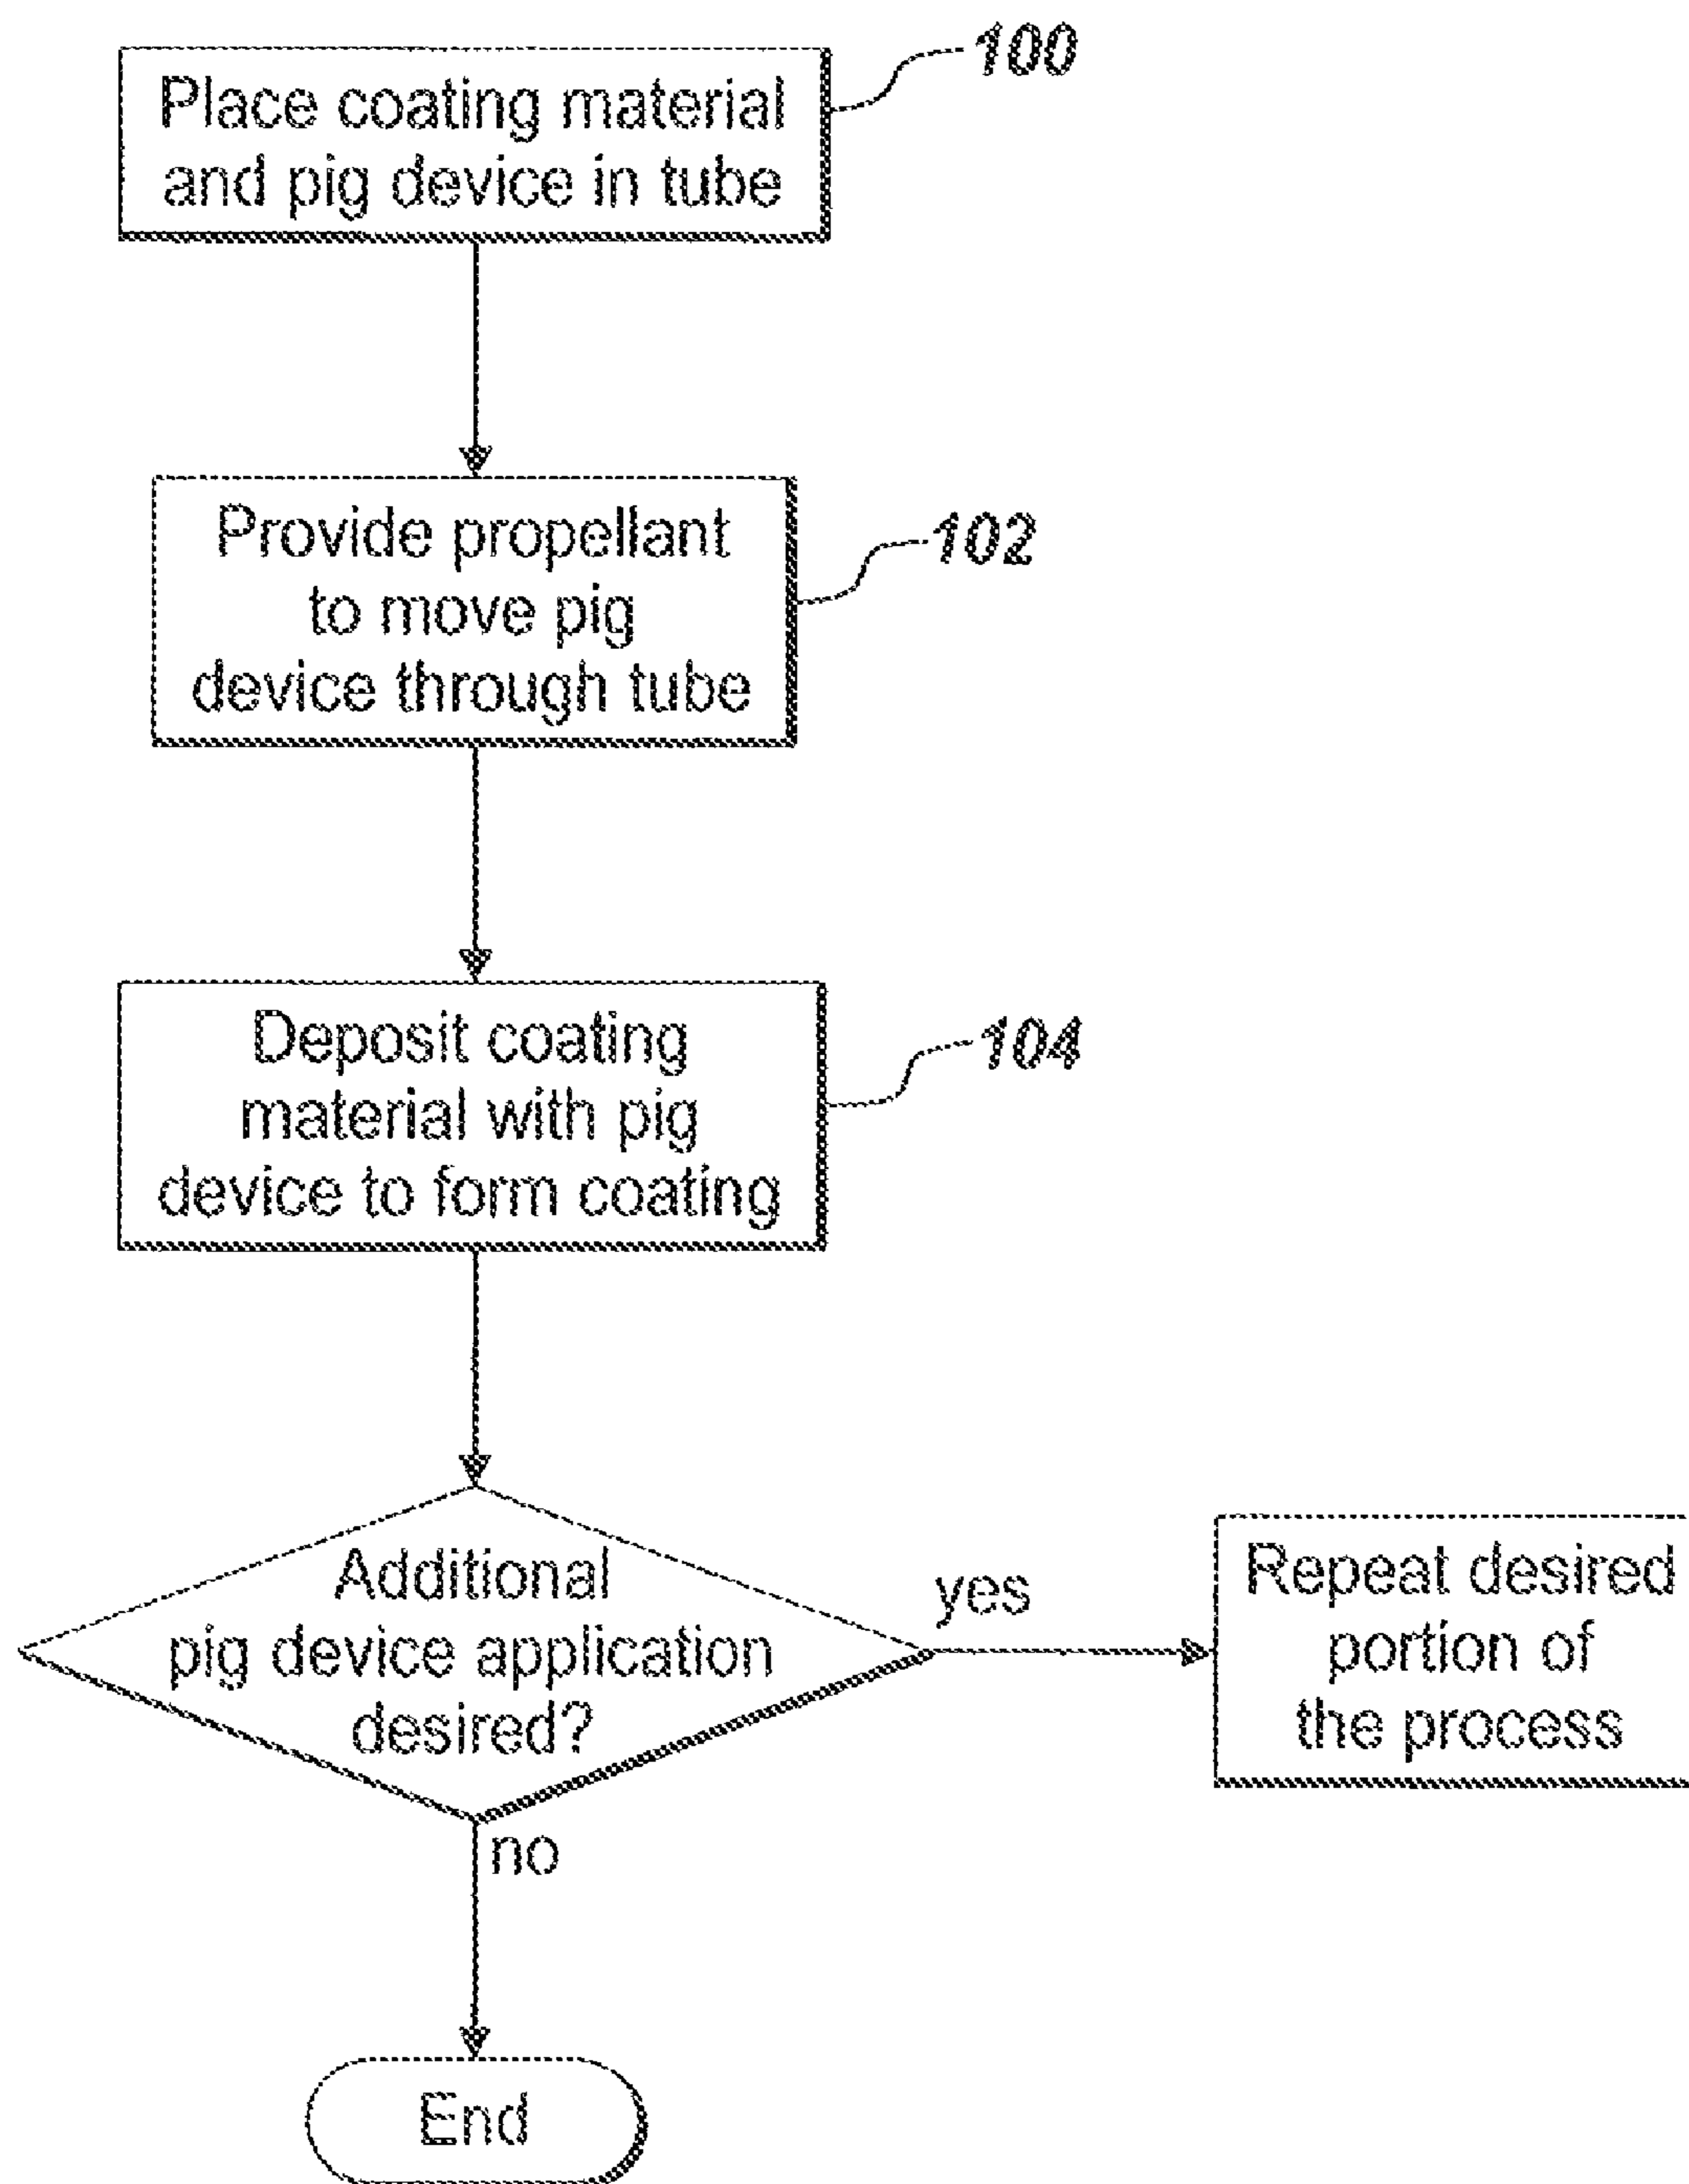 100
Place coating material
and pig device in tube
102
Provide propellant
to move pig
device through tube
104
Deposit coating
material with pig
device to form coating
Additional
pig device application
desired?
yes
Repeat desired
portion of
the process
no
End